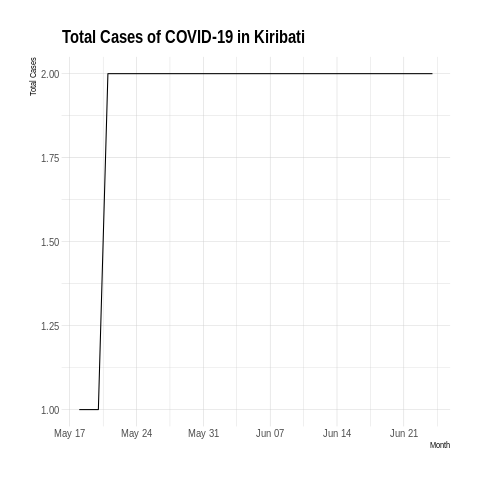 Total Cases of COVID-19 in Kiribati
Total Cases
2.00
1.75
1.50
1.25
1.00
May 17 May 24 May 31 Jun 07 Jun 14 Jun 21
Month